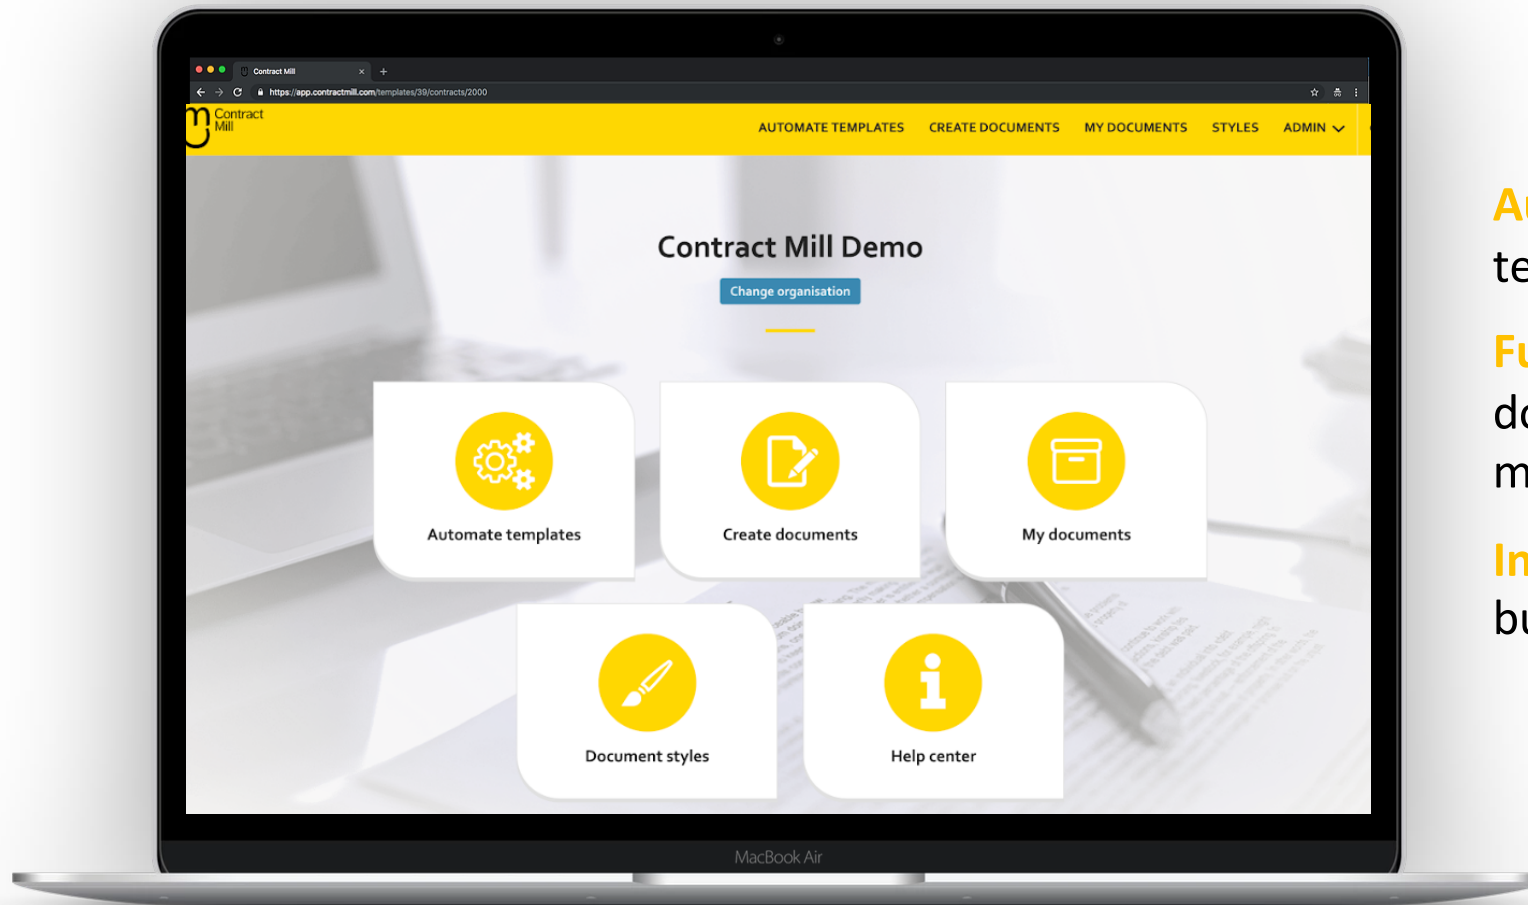 Contract Mill
https://app.contractmill.com/templates/39/contracts/2000
Contract
Mill
AUTOMATE TEMPLATES CREATE DOCUMENTS MY DOCUMENTS STYLES ADMIN
Contract Mill Demo
Change organisation
Automate templates Create documents My documents
Document styles Help center
MacBook Air